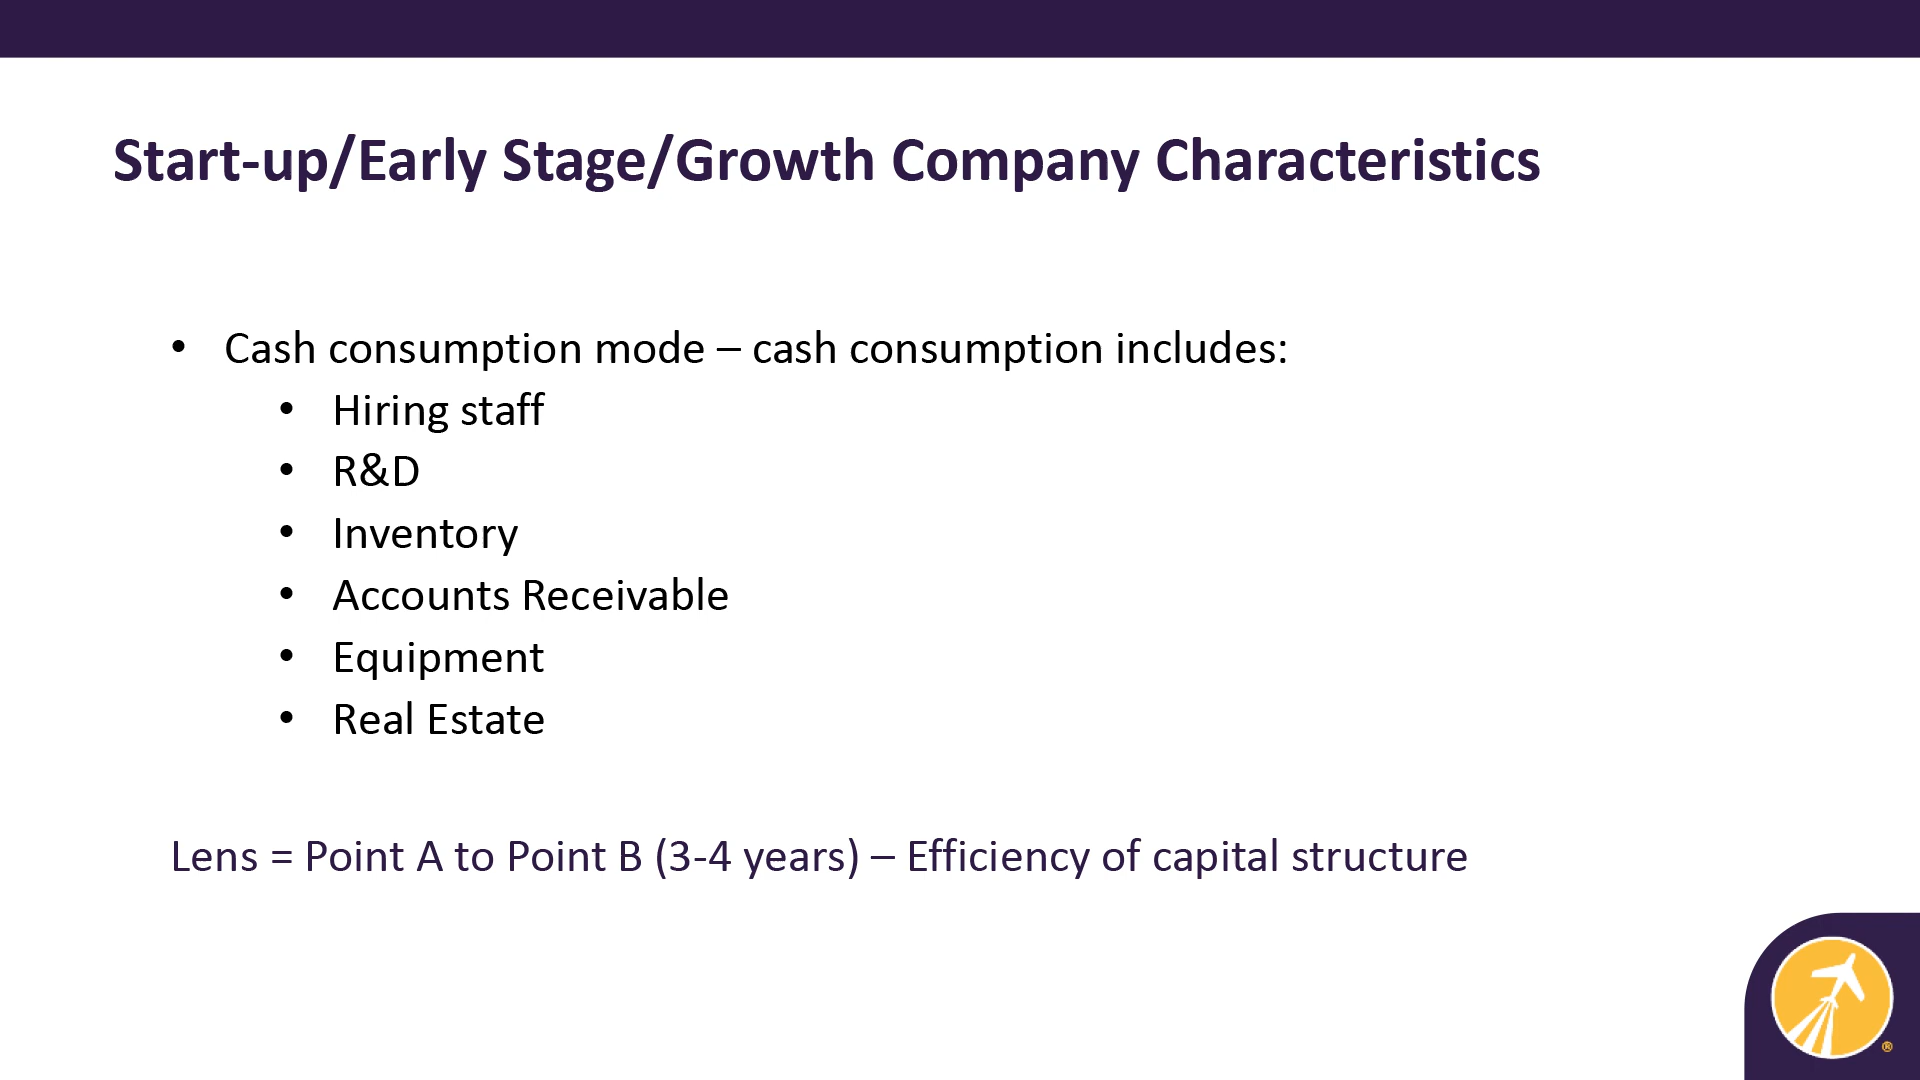 Start-up/Early Stage/Growth Company Characteristics
• Cash consumption mode – cash consumption includes:
• Hiring staff
• R&D
• Inventory
• Accounts Receivable
• Equipment
• Real Estate
Lens = Point A to Point B (3-4 years) – Efficiency of capital structure
®